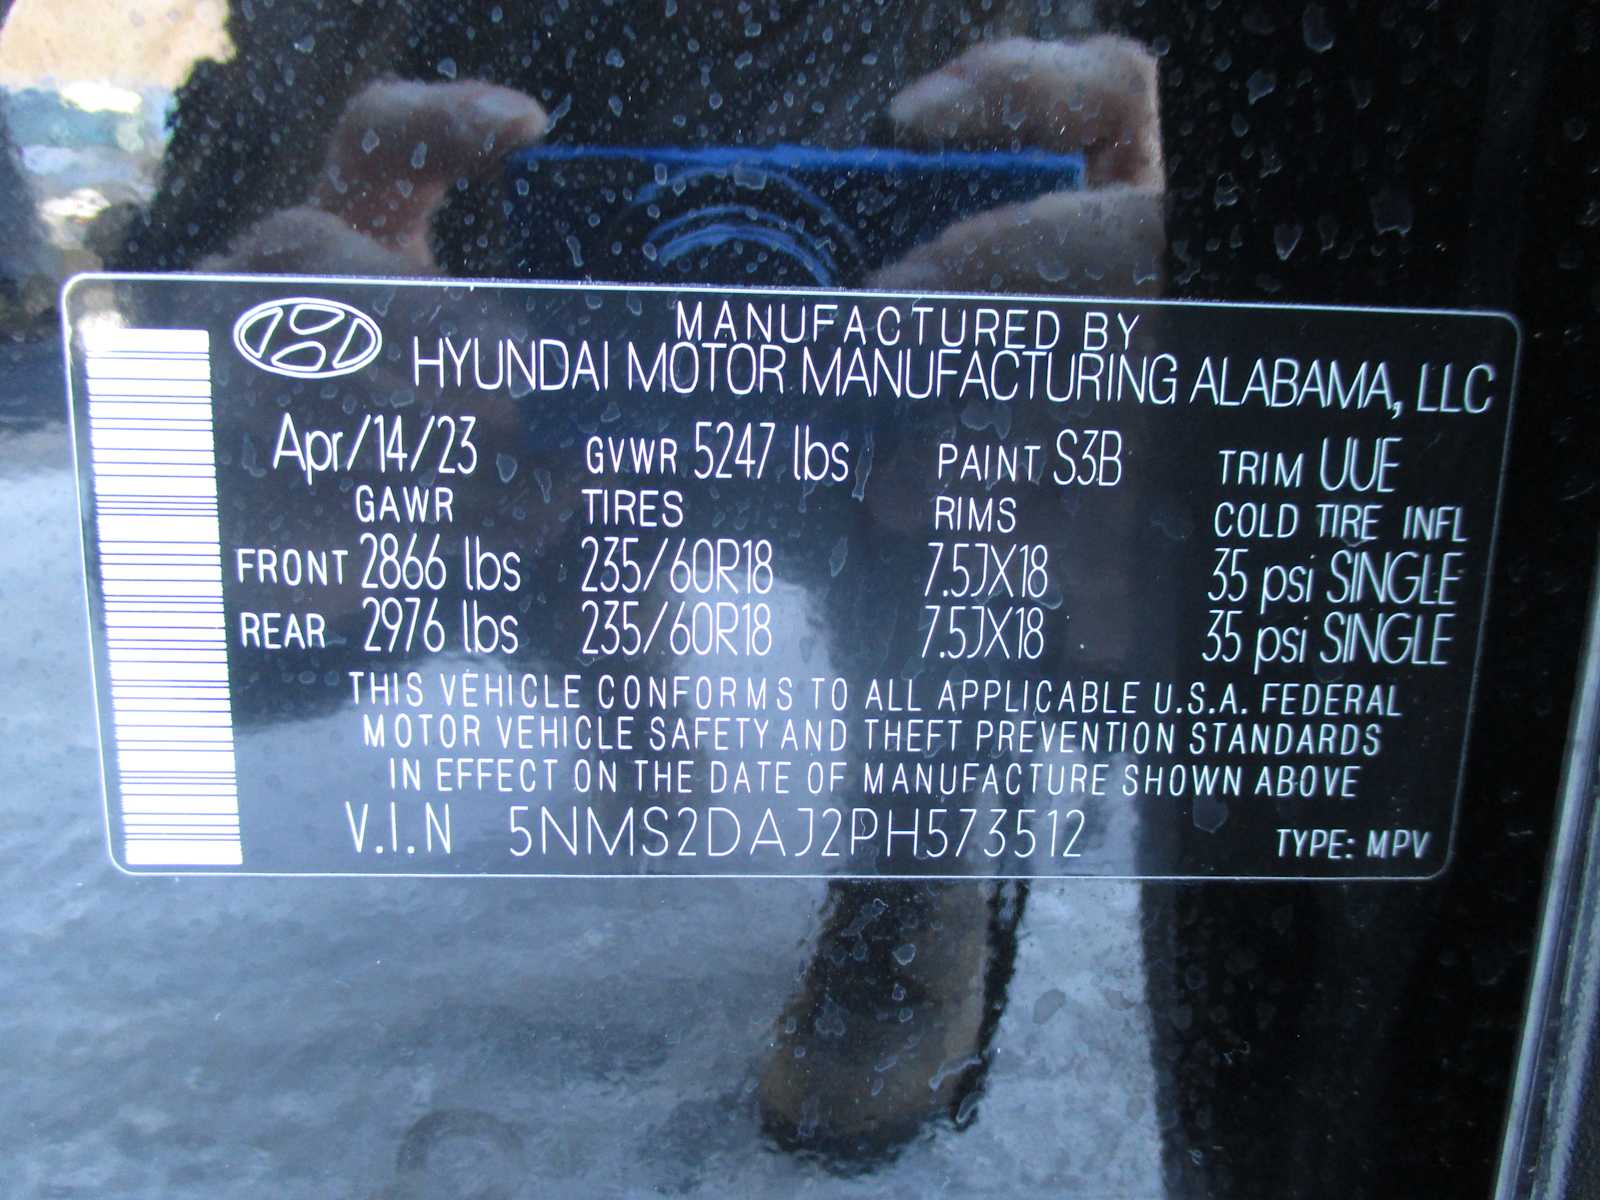 MANUFACTURED BY
HYUNDAI MOTOR MANUFACTURING ALABAMA, LLC
Apr/14/23 GVWR 5247 lbs PAINT S3B TRIM UUE
GAWR TIRES RIMS COLD TIRE INFL
FRONT 2866 lbs 235/60R18 7.5JX18 35 psi SINGLE
REAR 2976 lbs 235/60R18 7.5JX18 35 psi SINGLE
THIS VEHICLE CONFORMS TO ALL APPLICABLE U.S.A. FEDERAL
MOTOR VEHICLE SAFETY AND THEFT PREVENTION STANDARDS
IN EFFECT ON THE DATE OF MANUFACTURE SHOWN ABOVE
V.I.N 5NMS2DAJ2PH573512 TYPE: MPV